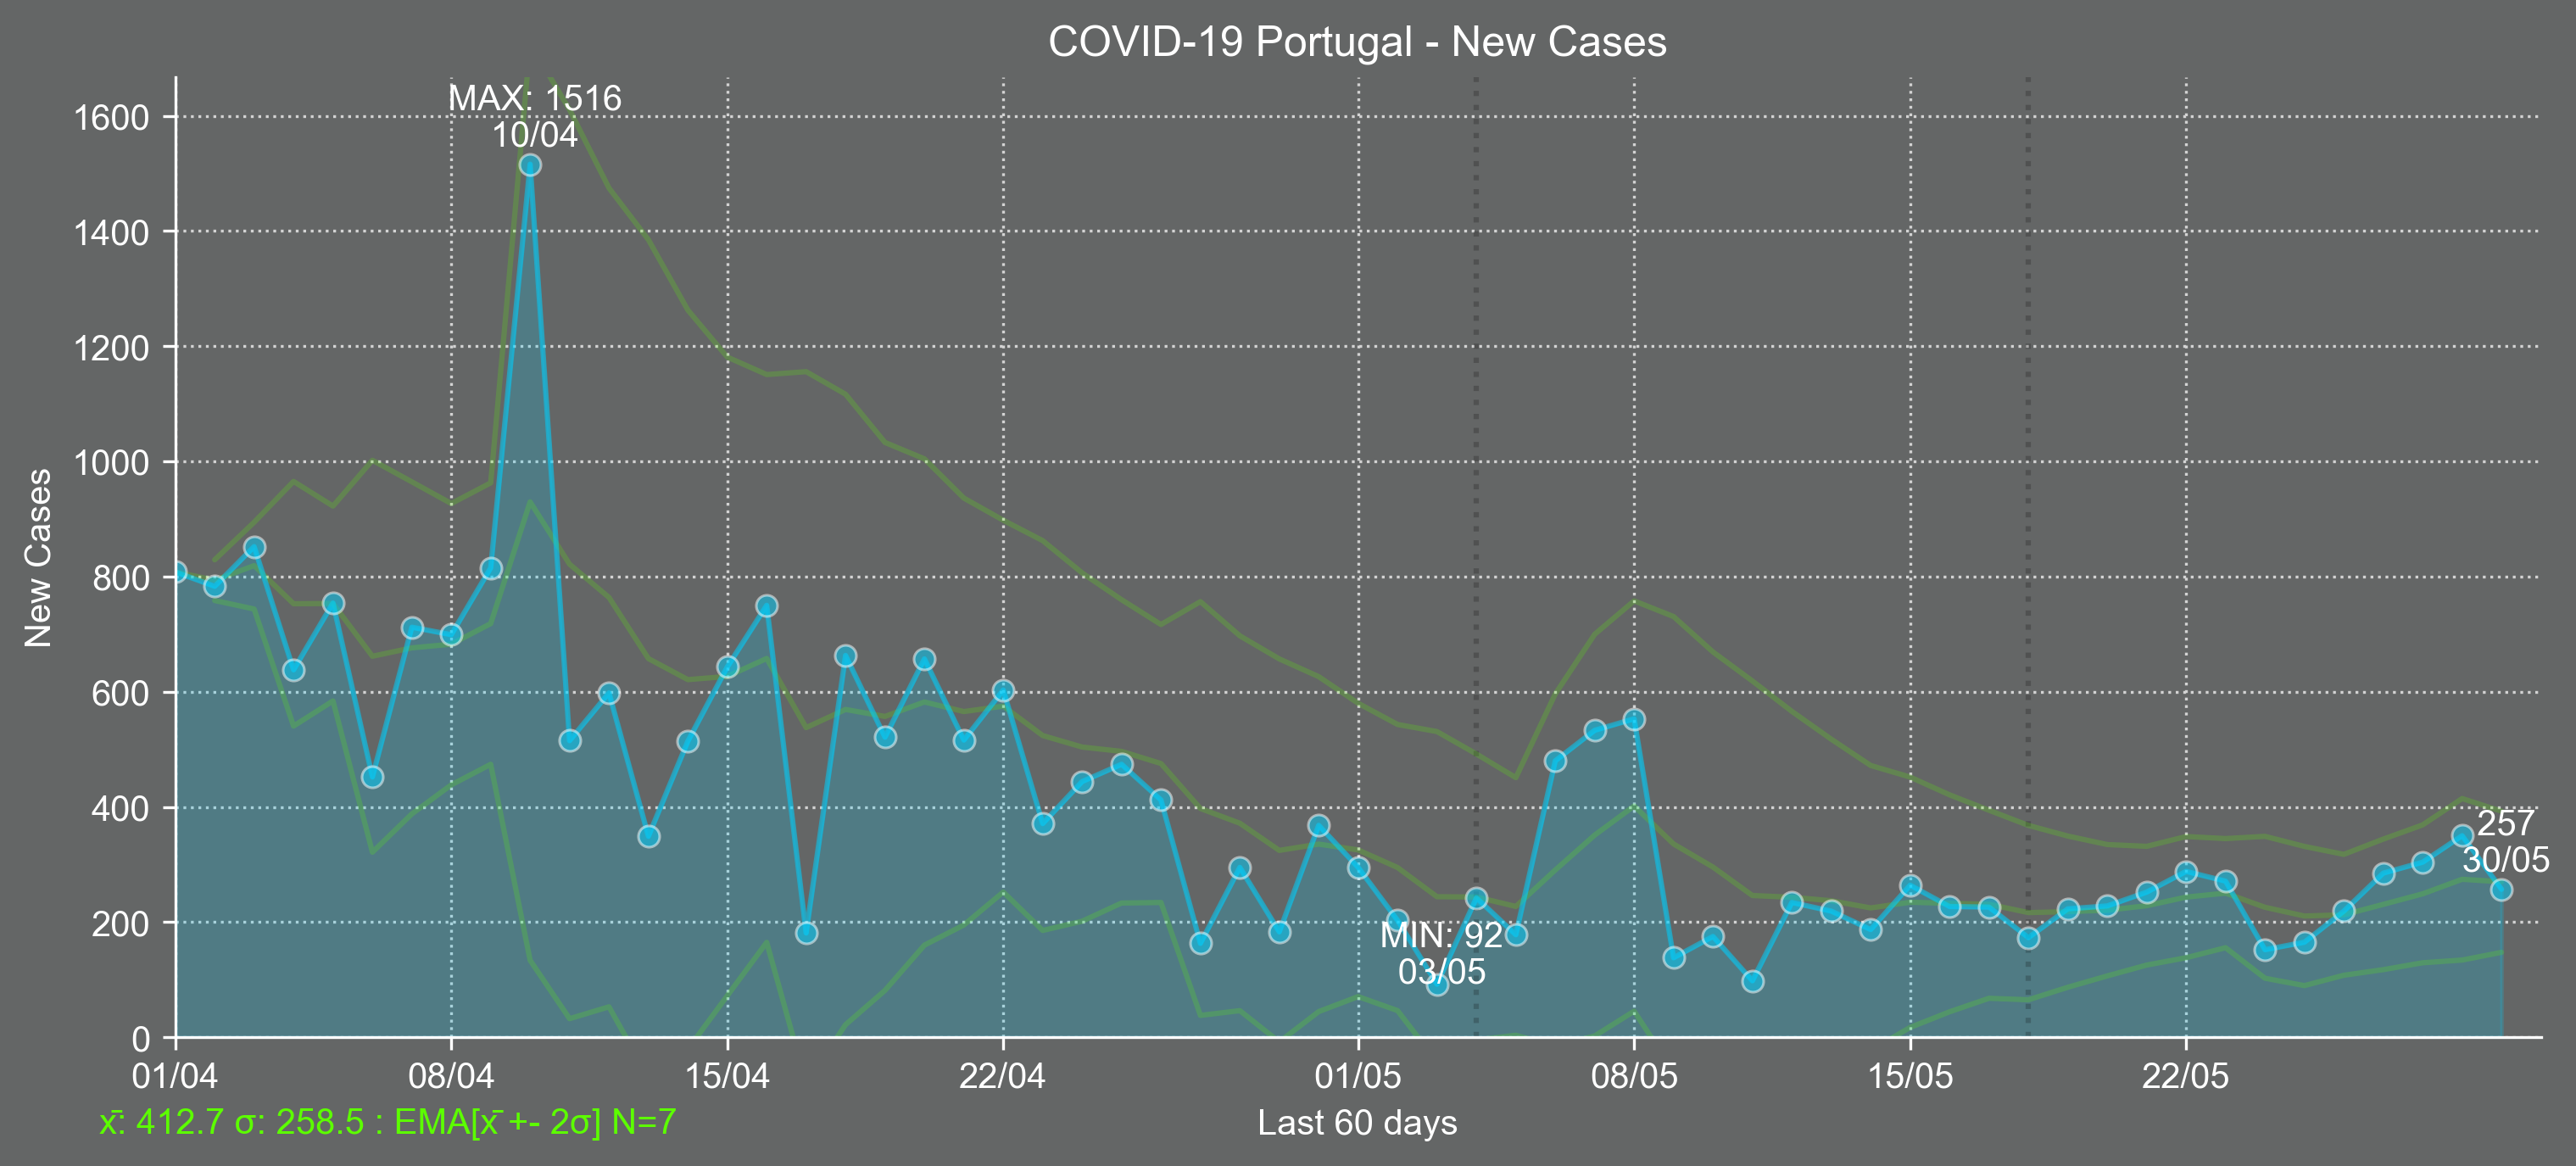 COVID-19 Portugal - New Cases
MAX: 1516
10/04
1600
1400
1200
1000
800
600
400
200
0
New Cases
257
30/05
MIN: 92
03/05
01/04 08/04 15/04 22/04 01/05 08/05 15/05 22/05
x̄: 412.7 σ: 258.5 : EMA[x̄ +- 2σ] N=7
Last 60 days